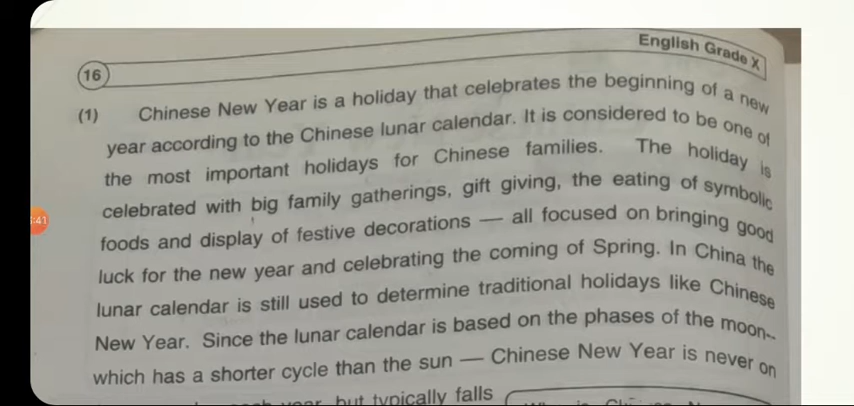 English Grade X
16
(1) Chinese New Year is a holiday that celebrates the beginning of a new
year according to the Chinese lunar calendar. It is considered to be one of
the most important holidays for Chinese families. The holiday is
celebrated with big family gatherings, gift giving, the eating of symbolic
foods and display of festive decorations — all focused on bringing good
luck for the new year and celebrating the coming of Spring. In China the
lunar calendar is still used to determine traditional holidays like Chinese
New Year. Since the lunar calendar is based on the phases of the moon--
which has a shorter cycle than the sun — Chinese New Year is never on
year, but typically falls
:41